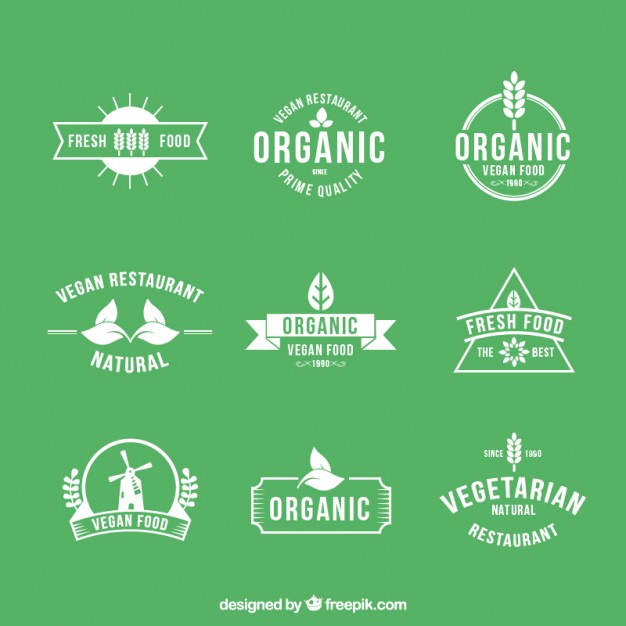 FRESH FOOD
VEGAN RESTAURANT
ORGANIC
SINCE
PRIME QUALITY
ORGANIC
VEGAN FOOD
1990
VEGAN RESTAURANT
NATURAL
ORGANIC
VEGAN FOOD
1990
FRESH FOOD
THE BEST
VEGAN FOOD
ORGANIC
SINCE 1990
VEGETARIAN
NATURAL
RESTAURANT
designed by freepik.com